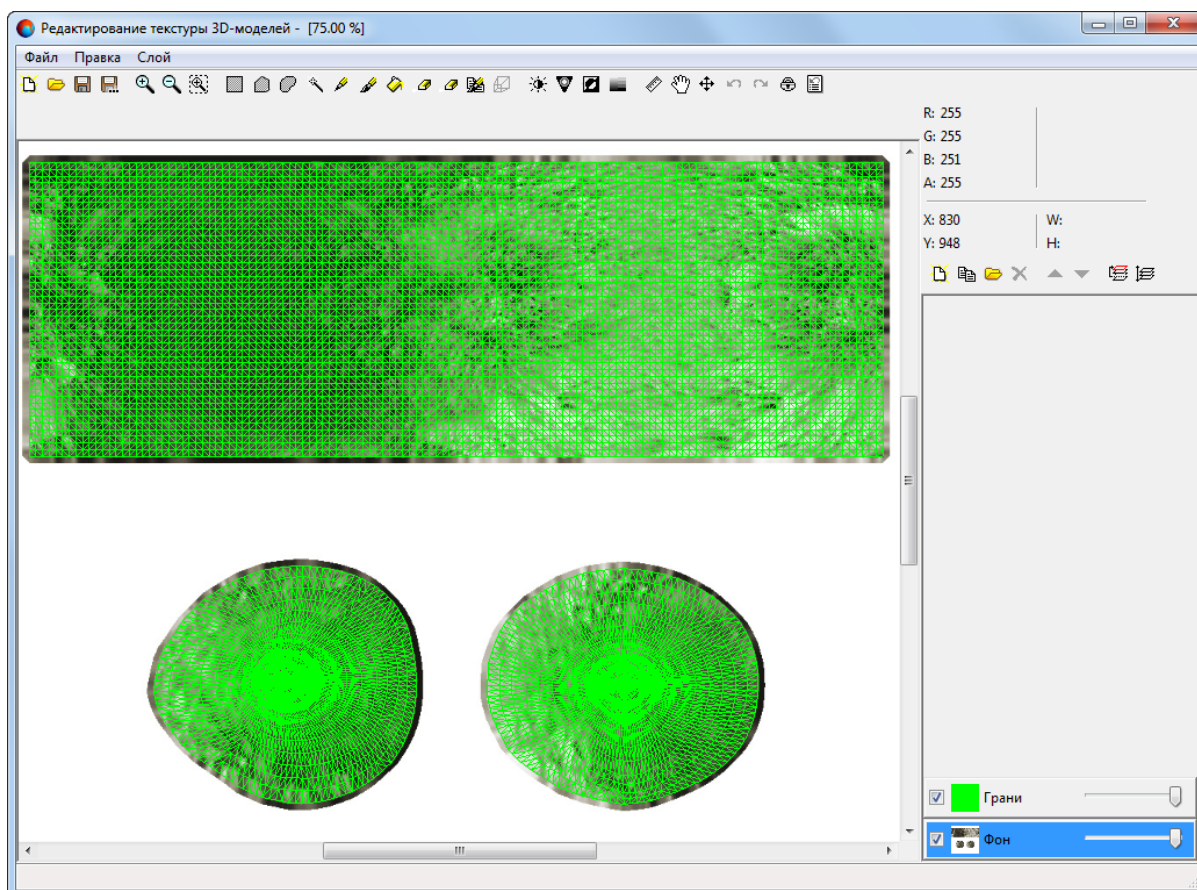 Редактирование текстуры 3D-моделей - [75.00 %]
Файл Правка Слой
R: 255
G: 255
B: 251
A: 255
X: 830 W:
Y: 948 H:
Грани
Фон